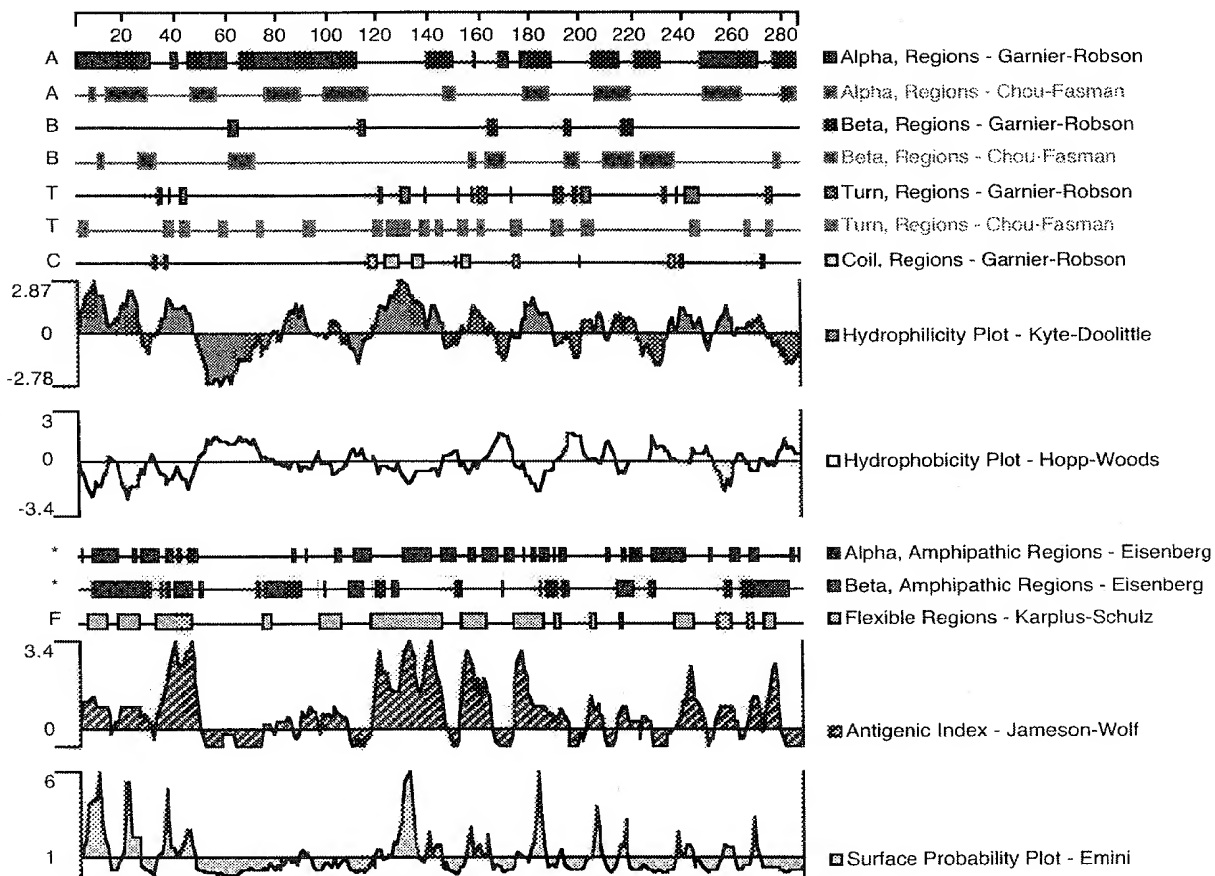 20 40 60 80 100 120 140 160 180 200 220 240 260 280
A Alpha, Regions - Garnier-Robson
A Alpha, Regions - Chou-Fasman
B Beta, Regions - Garnier-Robson
B Beta, Regions - Chou-Fasman
T Turn, Regions - Garnier-Robson
T Turn, Regions - Chou-Fasman
C Coil, Regions - Garnier-Robson
2.87
0 Hydrophilicity Plot - Kyte-Doolittle
-2.78
3
0 Hydrophobicity Plot - Hopp-Woods
-3.4
* Alpha, Amphipathic Regions - Eisenberg
* Beta, Amphipathic Regions - Eisenberg
F Flexible Regions - Karplus-Schulz
3.4
0 Antigenic Index - Jameson-Wolf
6
1 Surface Probability Plot - Emini